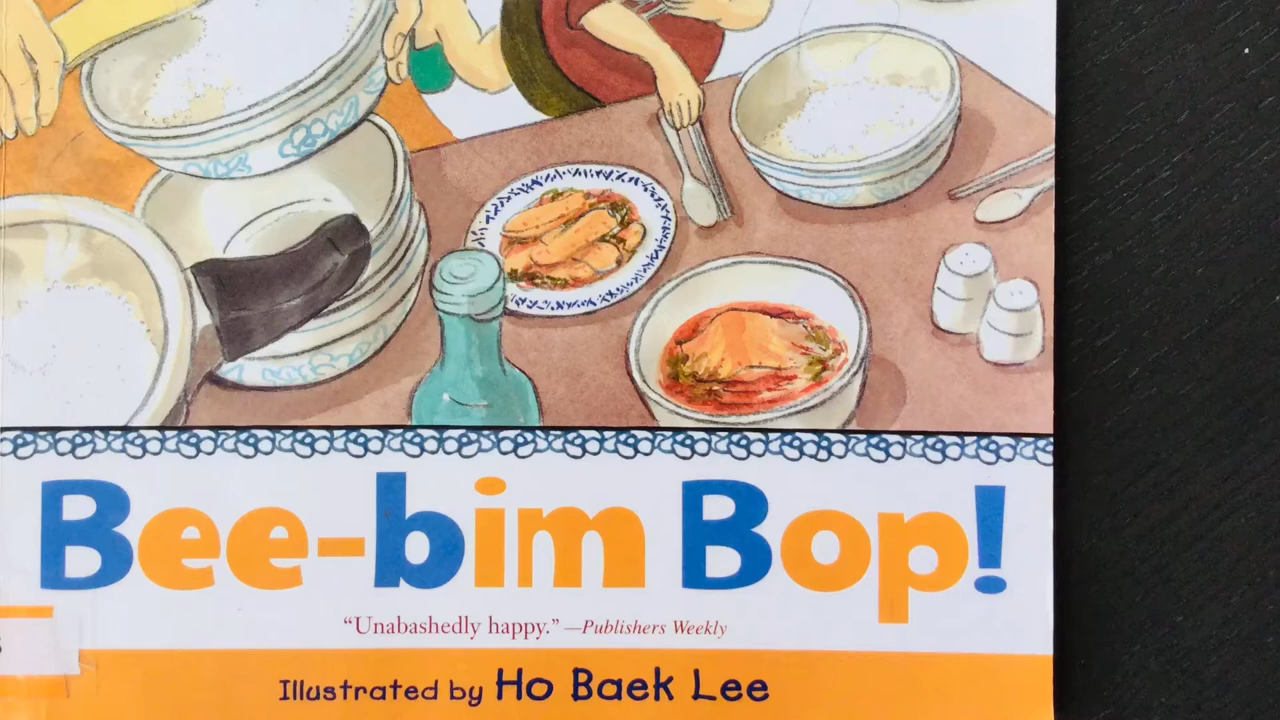 Bee-bim Bop!
“Unabashedly happy.” —Publishers Weekly
Illustrated by Ho Baek Lee